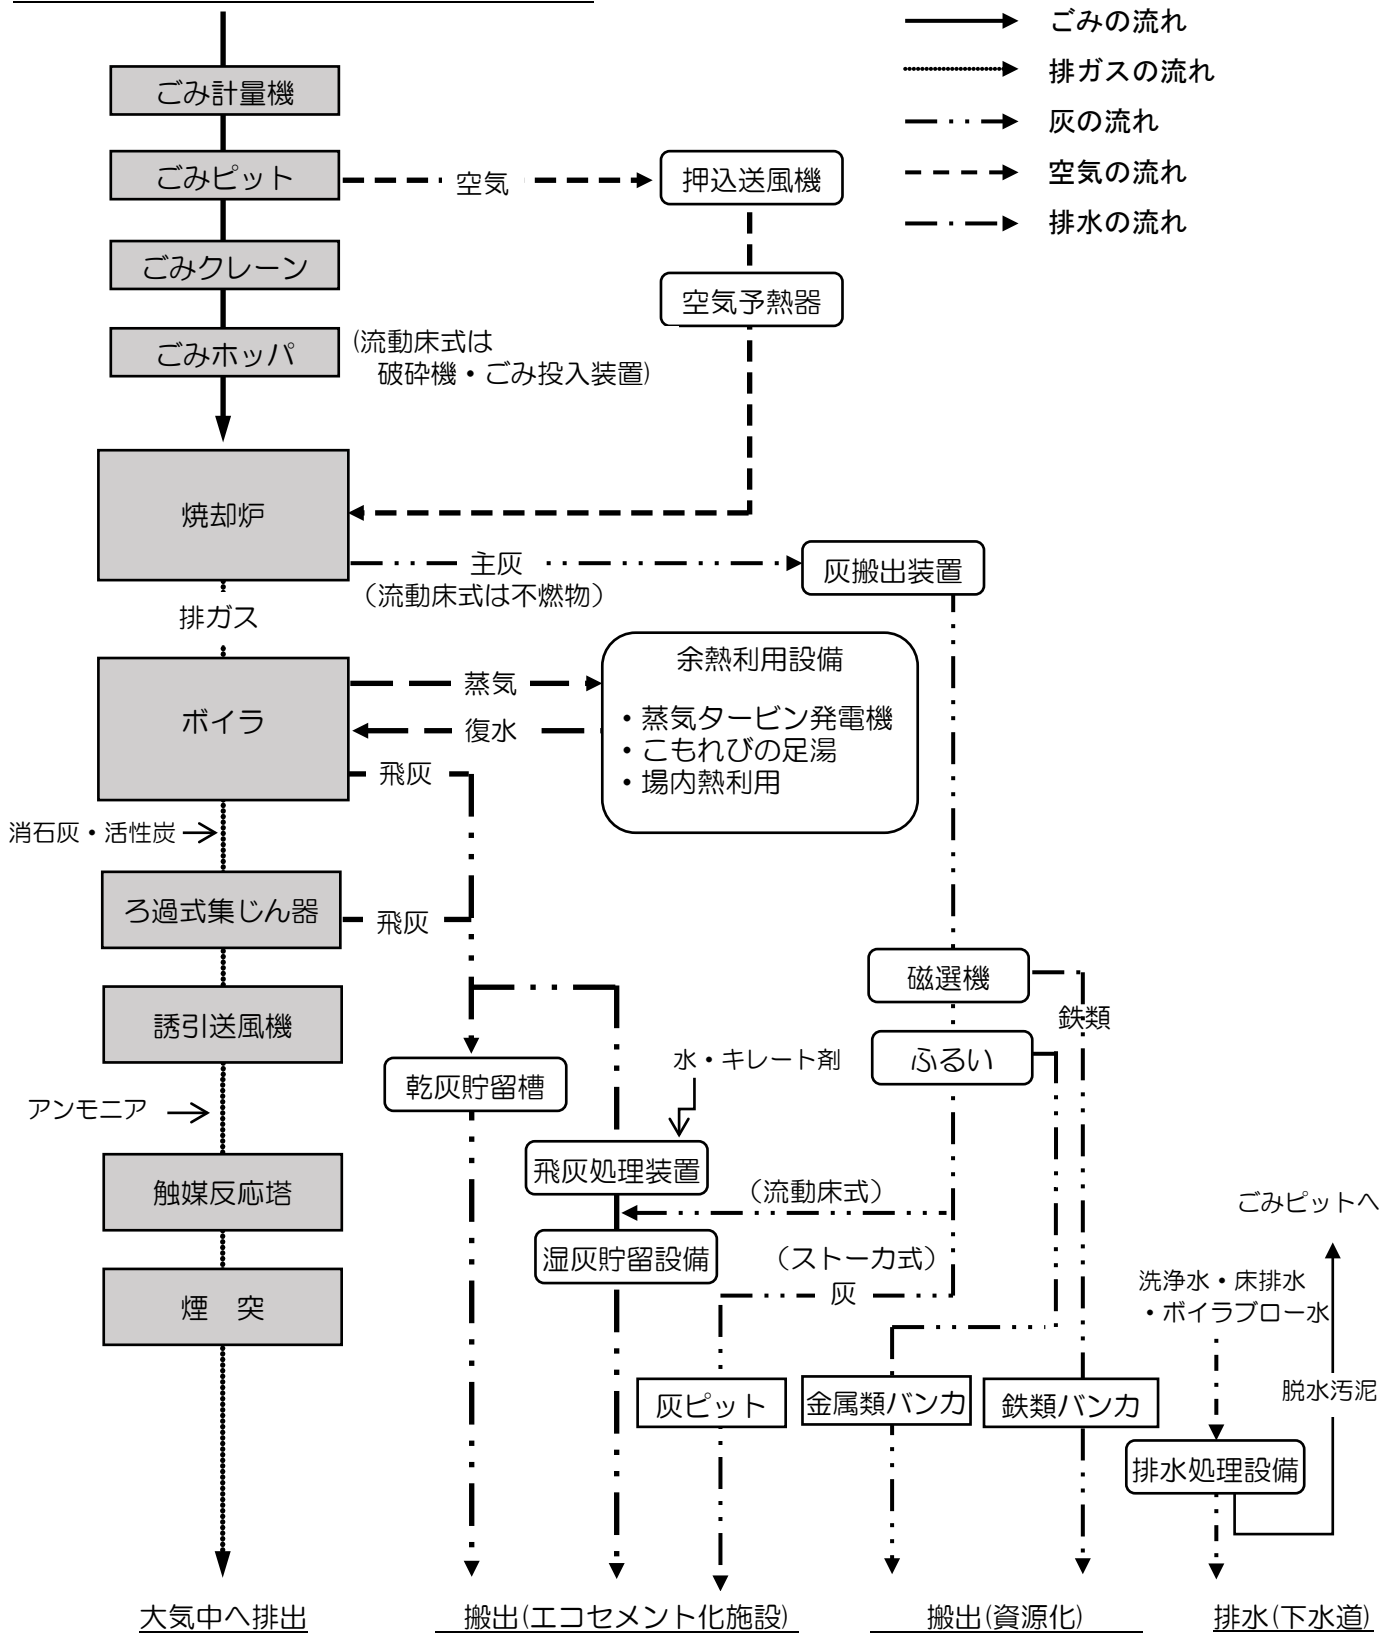 ごみの流れ
排ガスの流れ
灰の流れ
空気の流れ
排水の流れ
ごみ計量機
ごみピット
空気
押込送風機
ごみクレーン
空気予熱器
ごみホッパ
(流動床式は
破砕機・ごみ投入装置)
焼却炉
主灰
(流動床式は不燃物)
灰搬出装置
排ガス
ボイラ
蒸気
復水
飛灰
余熱利用設備
・蒸気タービン発電機
・こもれびの足湯
・場内熱利用
消石灰・活性炭
ろ過式集じん器
飛灰
磁選機
鉄類
誘引送風機
ふるい
水・キレート剤
乾灰貯留槽
アンモニア
飛灰処理装置
触媒反応塔
(流動床式)
ごみピットへ
湿灰貯留設備
(ストーカ式)
灰
洗浄水・床排水
・ボイラブロー水
煙　突
脱水汚泥
灰ピット
金属類バンカ
鉄類バンカ
排水処理設備
大気中へ排出
搬出(エコセメント化施設)
搬出(資源化)
排水(下水道)